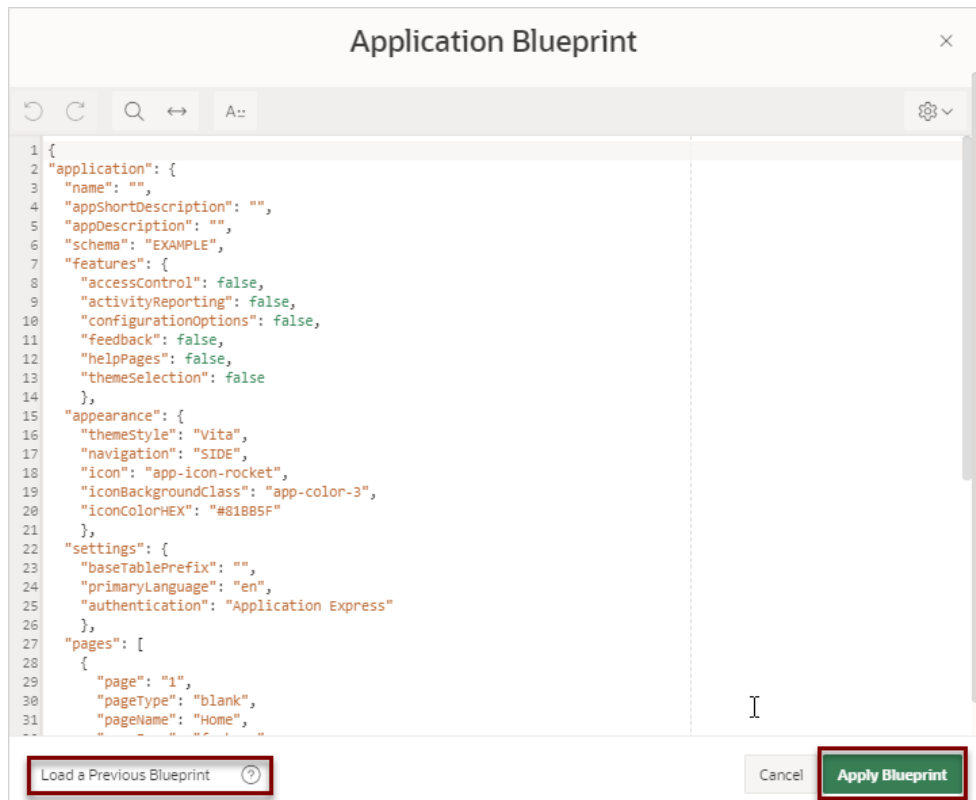 Application Blueprint
A::
1 {
2 "application": {
3 "name": "",
4 "appShortDescription": "",
5 "appDescription": "",
6 "schema": "EXAMPLE",
7 "features": {
8 "accessControl": false,
9 "activityReporting": false,
10 "configurationOptions": false,
11 "feedback": false,
12 "helpPages": false,
13 "themeSelection": false
14 },
15 "appearance": {
16 "themeStyle": "Vita",
17 "navigation": "SIDE",
18 "icon": "app-icon-rocket",
19 "iconBackgroundClass": "app-color-3",
20 "iconColorHEX": "#81BB5F"
21 },
22 "settings": {
23 "baseTablePrefix": "",
24 "primaryLanguage": "en",
25 "authentication": "Application Express"
26 },
27 "pages": [
28 {
29 "page": "1",
30 "pageType": "blank",
31 "pageName": "Home",
Load a Previous Blueprint ?
Cancel
Apply Blueprint